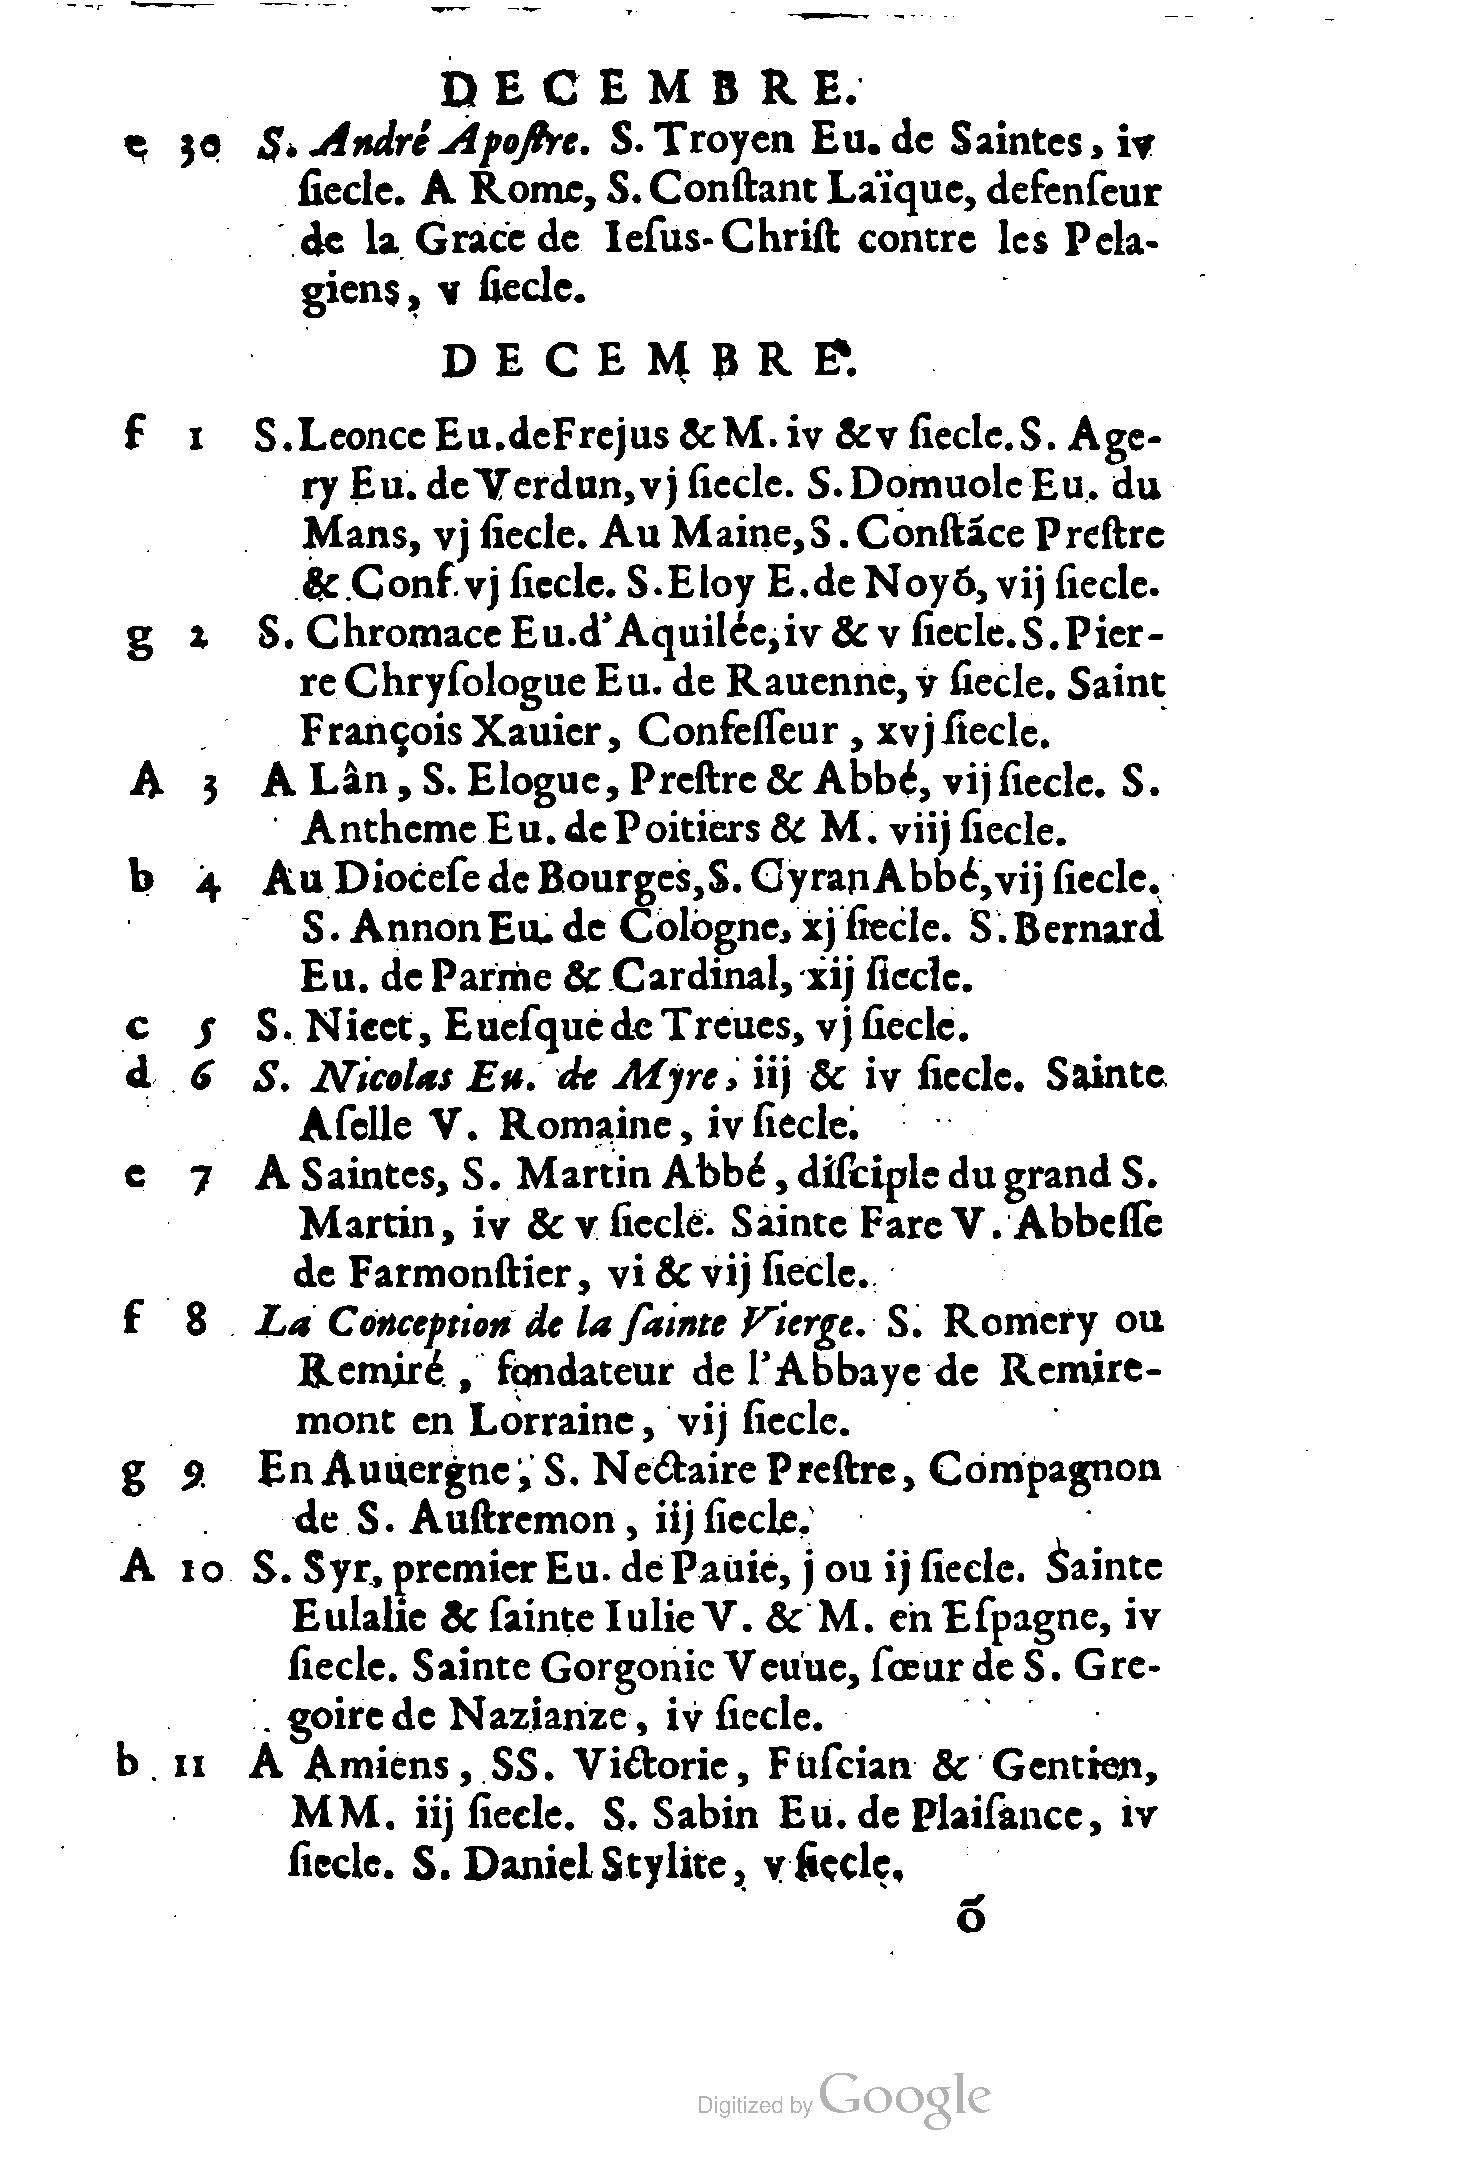 DECEMBRE.
e 30 S. André Apoſtre. S. Troyen Eu. de Saintes, iv
ſiecle. A Rome, S. Conſtant Laïque, defenſeur
de la Grace de Ieſus-Chriſt contre les Pela-
giens, v ſiecle.
DECEMBRE.
f 1 S. Leonce Eu. de Frejus & M. iv & v ſiecle. S. Age-
ry Eu. de Verdun, vj ſiecle. S. Domuole Eu. du
Mans, vj ſiecle. Au Maine, S. Conſtãce Preſtre
& Conf. vj ſiecle. S. Eloy E. de Noyõ, vij ſiecle.
g 2 S. Chromace Eu. d'Aquilée, iv & v ſiecle. S. Pier-
re Chryſologue Eu. de Rauenne, v ſiecle. Saint
François Xauier, Confeſſeur, xvj ſiecle.
A 3 A Lân, S. Elogue, Preſtre & Abbé, vij ſiecle. S.
Antheme Eu. de Poitiers & M. viij ſiecle.
b 4 Au Dioceſe de Bourges, S. Cyran Abbé, vij ſiecle.
S. Annon Eu. de Cologne, xj ſiecle. S. Bernard
Eu. de Parme & Cardinal, xij ſiecle.
c 5 S. Nicet, Eueſque de Treues, vj ſiecle.
d 6 S. Nicolas Eu. de Myre, iij & iv ſiecle. Sainte
Aſelle V. Romaine, iv ſiecle.
e 7 A Saintes, S. Martin Abbé, diſciple du grand S.
Martin, iv & v ſiecle. Sainte Fare V. Abbeſſe
de Farmonſtier, vi & vij ſiecle.
f 8 La Conception de la ſainte Vierge. S. Romery ou
Remiré, fondateur de l'Abbaye de Remire-
mont en Lorraine, vij ſiecle.
g 9 En Auuergne, S. Nectaire Preſtre, Compagnon
de S. Auſtremon, iij ſiecle.
A 10 S. Syr, premier Eu. de Pauie, j ou ij ſiecle. Sainte
Eulalie & ſainte Iulie V. & M. en Eſpagne, iv
ſiecle. Sainte Gorgonie Veuue, ſœur de S. Gre-
goire de Nazianze, iv ſiecle.
b 11 A Amiens, SS. Victorie, Fuſcian & Gentien,
MM. iij ſiecle. S. Sabin Eu. de Plaiſance, iv
ſiecle. S. Daniel Stylite, v ſiecle.
õ
Digitized by Google